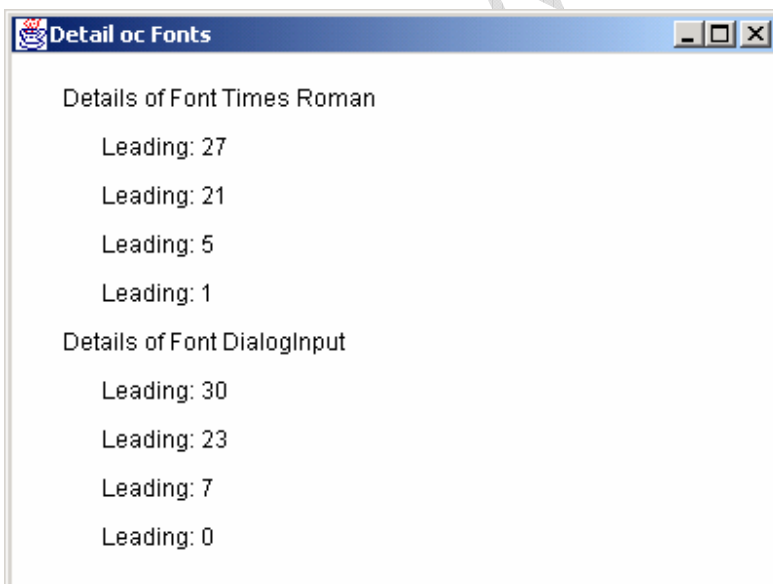 Detail oc Fonts
Details of Font Times Roman
Leading: 27
Leading: 21
Leading: 5
Leading: 1
Details of Font DialogInput
Leading: 30
Leading: 23
Leading: 7
Leading: 0